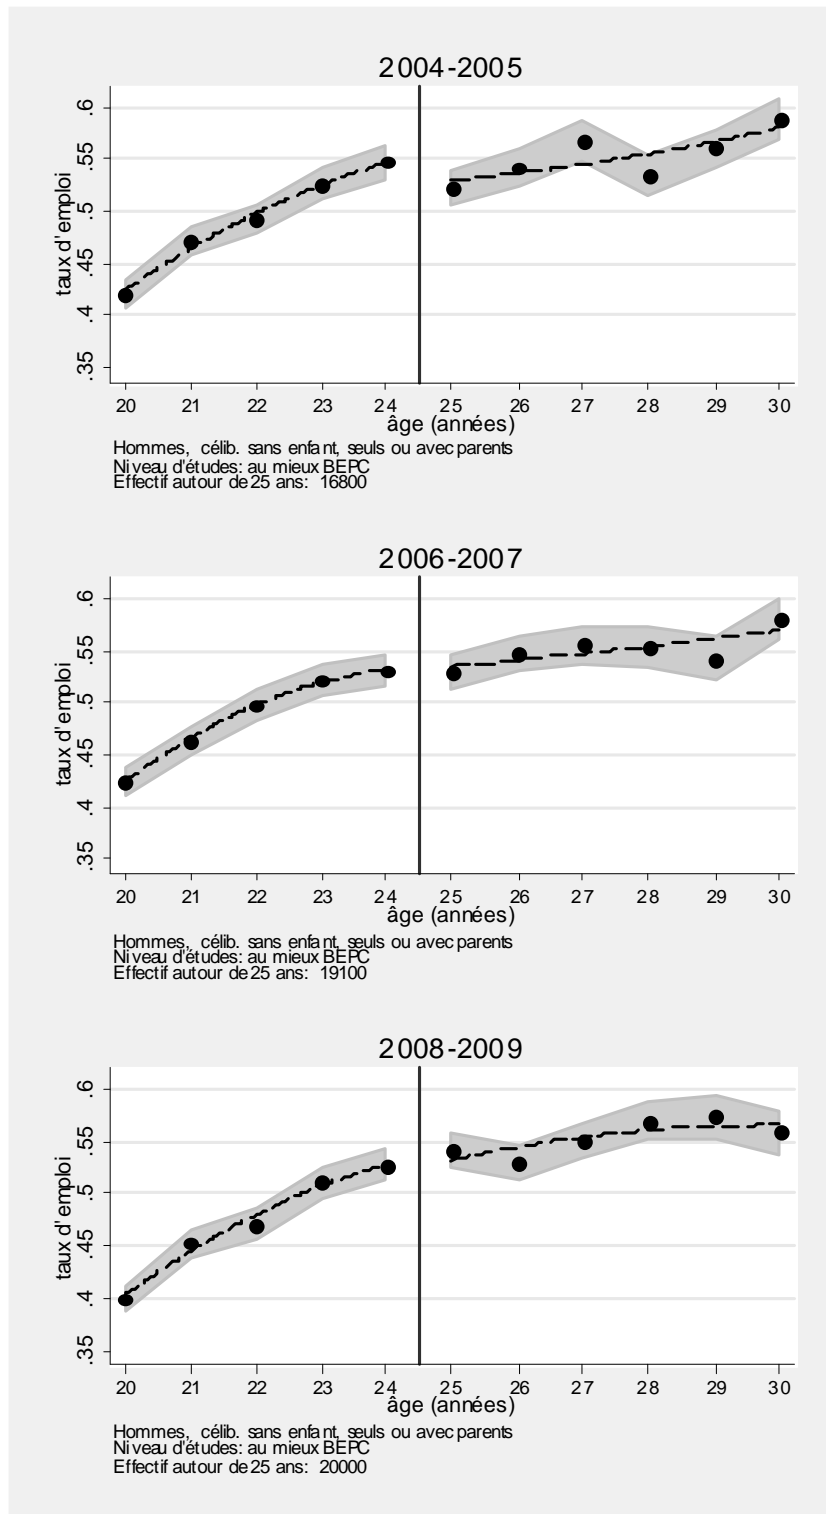 2004-2005
taux d'emploi
.6
.55
.5
.45
.4
.35
20 21 22 23 24 25 26 27 28 29 30
âge (années)
Hommes, célib. sans enfant, seuls ou avec parents
Niveau d'études: au mieux BEPC
Effectif autour de 25 ans: 16800
2006-2007
taux d'emploi
.6
.55
.5
.45
.4
.35
20 21 22 23 24 25 26 27 28 29 30
âge (années)
Hommes, célib. sans enfant, seuls ou avec parents
Niveau d'études: au mieux BEPC
Effectif autour de 25 ans: 19100
2008-2009
taux d'emploi
.6
.55
.5
.45
.4
.35
20 21 22 23 24 25 26 27 28 29 30
âge (années)
Hommes, célib. sans enfant, seuls ou avec parents
Niveau d'études: au mieux BEPC
Effectif autour de 25 ans: 20000